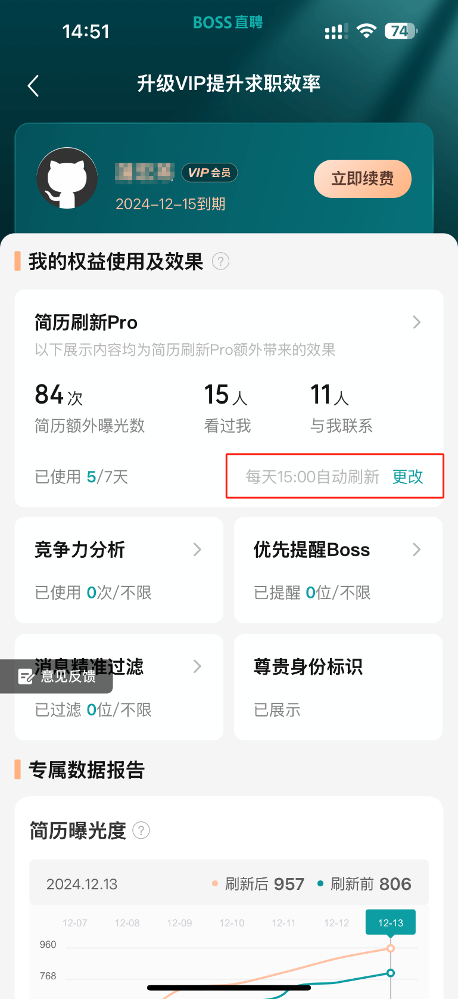 14:51
BOSS直聘
74
升级VIP提升求职效率
VIP会员
2024-12-15到期
立即续费
我的权益使用及效果 ?
简历刷新Pro
以下展示内容均为简历刷新Pro额外带来的效果
84次 15人 11人
简历额外曝光数 看过我 与我联系
已使用 5/7天 每天15:00自动刷新 更改
竞争力分析 优先提醒Boss
已使用 0次/不限 已提醒 0位/不限
消息精准过滤 尊贵身份标识
意见反馈
已过滤 0位/不限 已展示
专属数据报告
简历曝光度 ?
2024.12.13 刷新后 957 刷新前 806
12-07 12-08 12-09 12-10 12-11 12-12 12-13
960
768